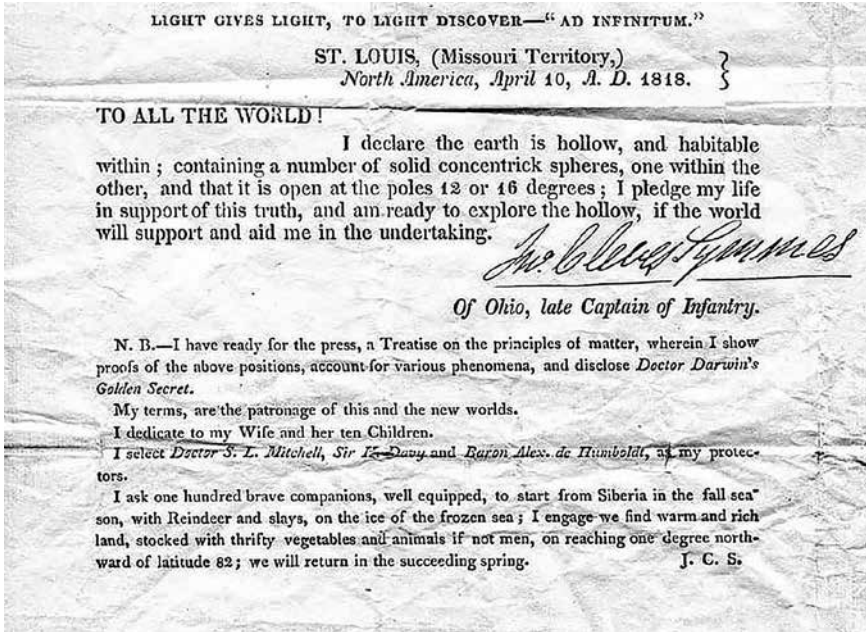 LIGHT GIVES LIGHT, TO LIGHT DISCOVER—"AD INFINITUM."
ST. LOUIS, (Missouri Territory,)
North America, April 10, A. D. 1818.
TO ALL THE WORLD!
I declare the earth is hollow, and habitable
within; containing a number of solid concentrick spheres, one within the
other, and that it is open at the poles 12 or 16 degrees; I pledge my life
in support of this truth, and am ready to explore the hollow, if the world
will support and aid me in the undertaking.
Jno. Cleves Symmes
Of Ohio, late Captain of Infantry.
N. B.—I have ready for the press, a Treatise on the principles of matter, wherein I show
proofs of the above positions, account for various phenomena, and disclose Doctor Darwin's
Golden Secret.
My terms, are the patronage of this and the new worlds.
I dedicate to my Wife and her ten Children.
I select Doctor S. L. Mitchell, Sir H. Davy and Baron Alex. de Humboldt, as my protec-
tors.
I ask one hundred brave companions, well equipped, to start from Siberia in the fall sea-
son, with Reindeer and slays, on the ice of the frozen sea; I engage we find warm and rich
land, stocked with thrifty vegetables and animals if not men, on reaching one degree north-
ward of latitude 82; we will return in the succeeding spring. J. C. S.